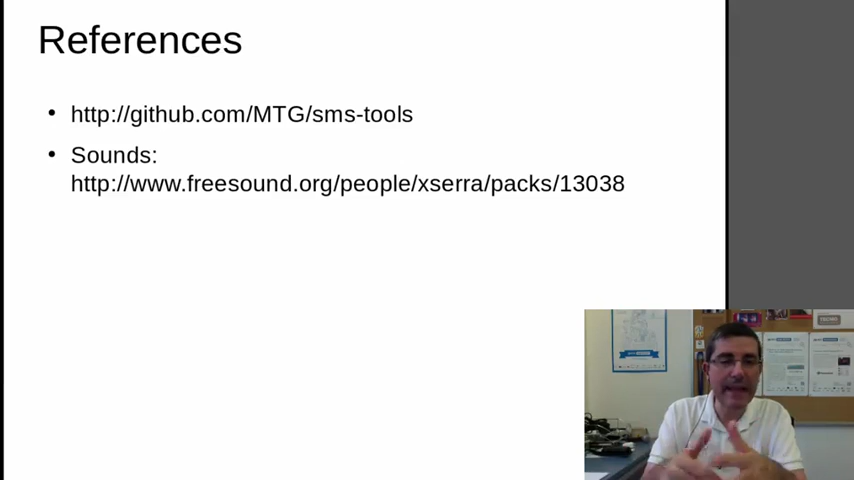 References
• http://github.com/MTG/sms-tools
• Sounds:
http://www.freesound.org/people/xserra/packs/13038